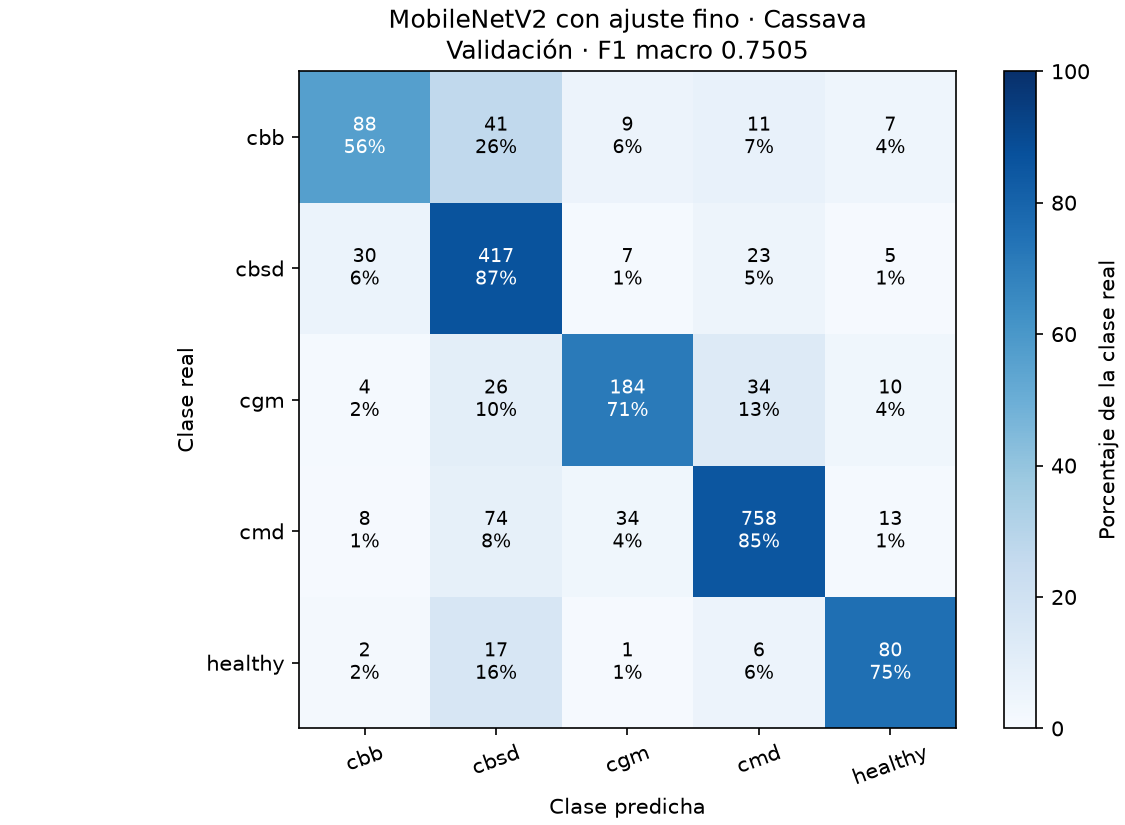 MobileNetV2 con ajuste fino · Cassava
Validación · F1 macro 0.7505
Clase real
cbb
88 41 9 11 7
56% 26% 6% 7% 4%
cbsd
30 417 7 23 5
6% 87% 1% 5% 1%
cgm
4 26 184 34 10
2% 10% 71% 13% 4%
cmd
8 74 34 758 13
1% 8% 4% 85% 1%
healthy
2 17 1 6 80
2% 16% 1% 6% 75%
cbb cbsd cgm cmd healthy
Clase predicha
100
80
60
40
20
0
Porcentaje de la clase real